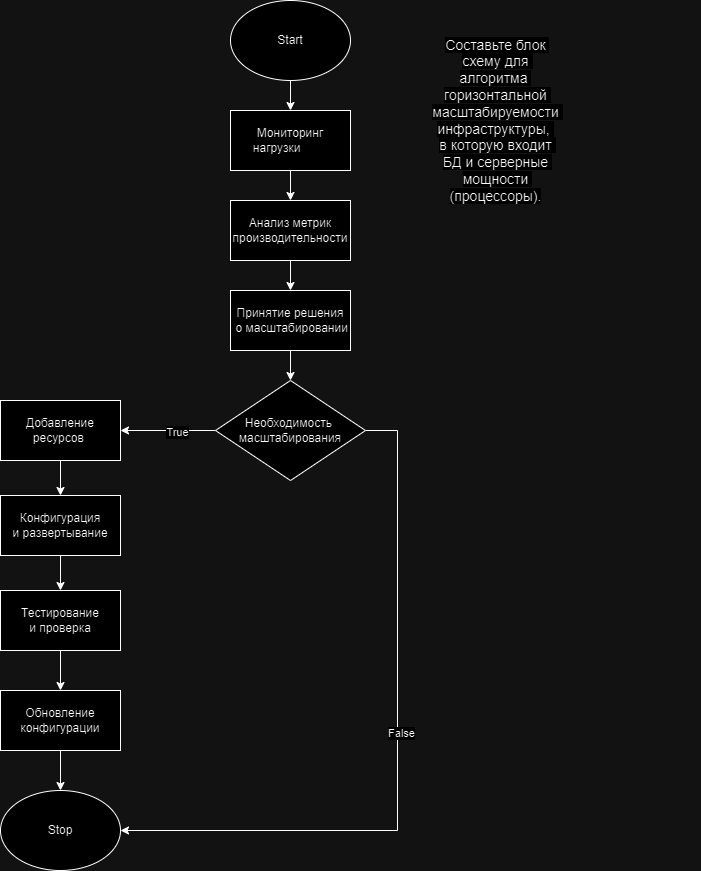 Start
Составьте блок
схему для
алгоритма
горизонтальной
масштабируемости
инфраструктуры,
в которую входит
БД и серверные
мощности
(процессоры).
Мониторинг
нагрузки
Анализ метрик
производительности
Принятие решения
о масштабировании
Необходимость
масштабирования
True
Добавление
ресурсов
Конфигурация
и развертывание
Тестирование
и проверка
Обновление
конфигурации
False
Stop